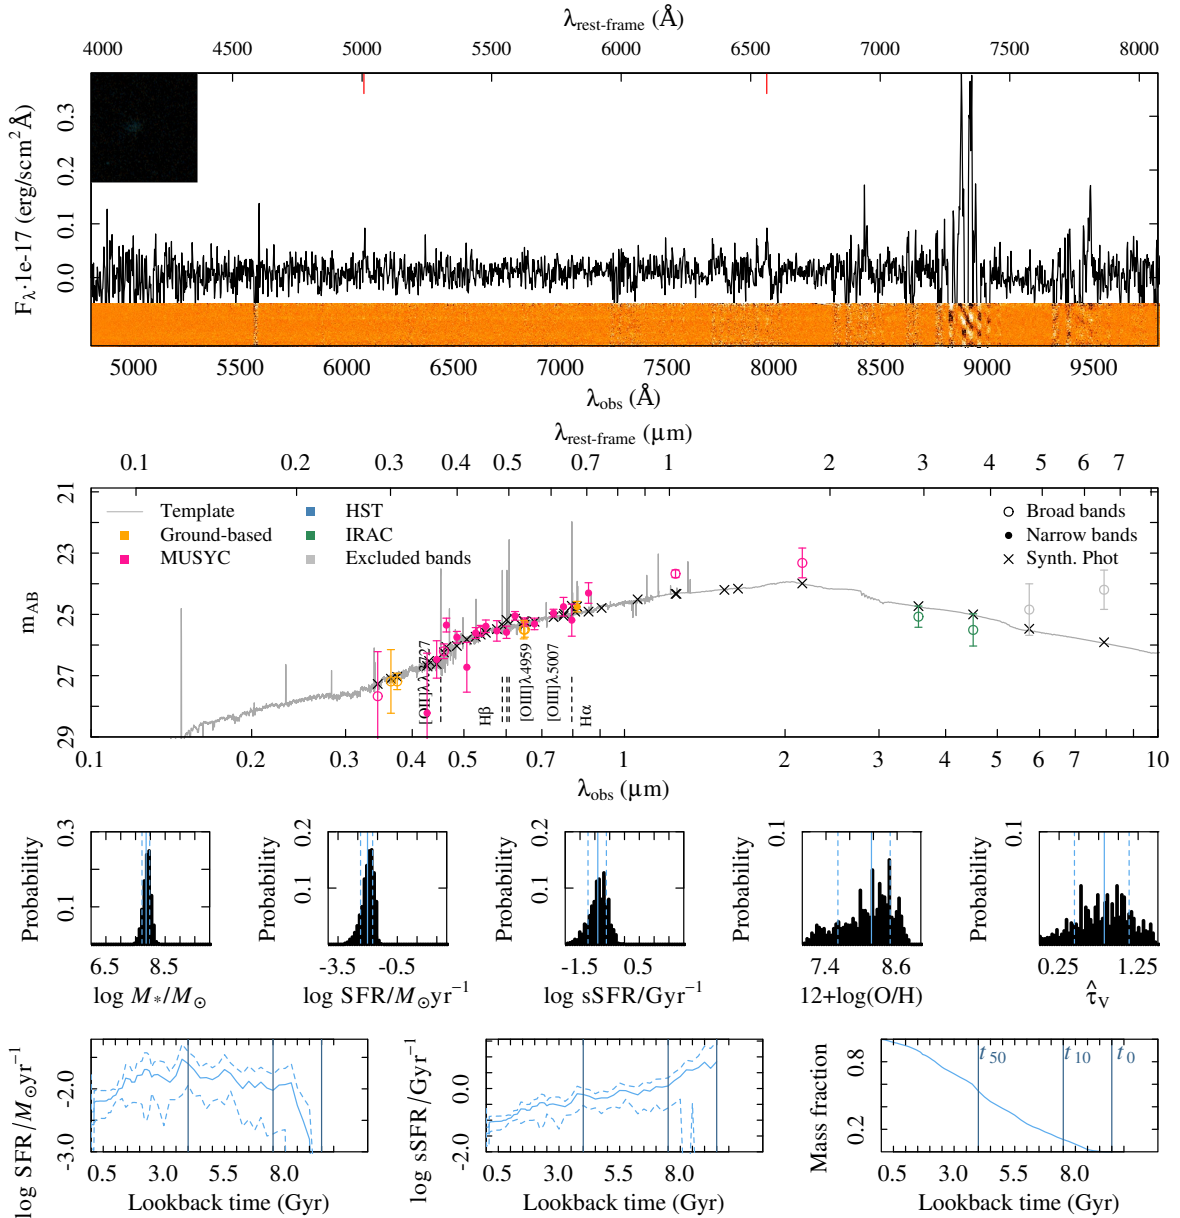 λrest-frame (Å)
4000 4500 5000 5500 6000 6500 7000 7500 8000
Fλ·1e-17 (erg/scm²Å)
0.0 0.1 0.2 0.3
5000 5500 6000 6500 7000 7500 8000 8500 9000 9500
λobs (Å)
λrest-frame (μm)
0.1 0.2 0.3 0.4 0.5 0.7 1 2 3 4 5 6 7
mAB
21 23 25 27 29
Template
Ground-based
MUSYC
HST
IRAC
Excluded bands
Broad bands
Narrow bands
Synth. Phot
[OII]λλ3727
Hβ
[OIII]λ4959
[OIII]λ5007
Hα
0.1 0.2 0.3 0.4 0.5 0.7 1 2 3 4 5 6 7 10
λobs (μm)
Probability
0.1 0.3
6.5 8.5
log M*/M⊙
Probability
0.1 0.2
-3.5 -0.5
log SFR/M⊙yr⁻¹
Probability
0.1 0.2
-1.5 0.5
log sSFR/Gyr⁻¹
Probability
0.1
7.4 8.6
12+log(O/H)
Probability
0.1
0.25 1.25
τ̂V
log SFR/M⊙yr⁻¹
-3.0 -2.0
0.5 3.0 5.5 8.0
Lookback time (Gyr)
log sSFR/Gyr⁻¹
-2.0 0.0
0.5 3.0 5.5 8.0
Lookback time (Gyr)
Mass fraction
0.2 0.8
t50 t10 t0
0.5 3.0 5.5 8.0
Lookback time (Gyr)